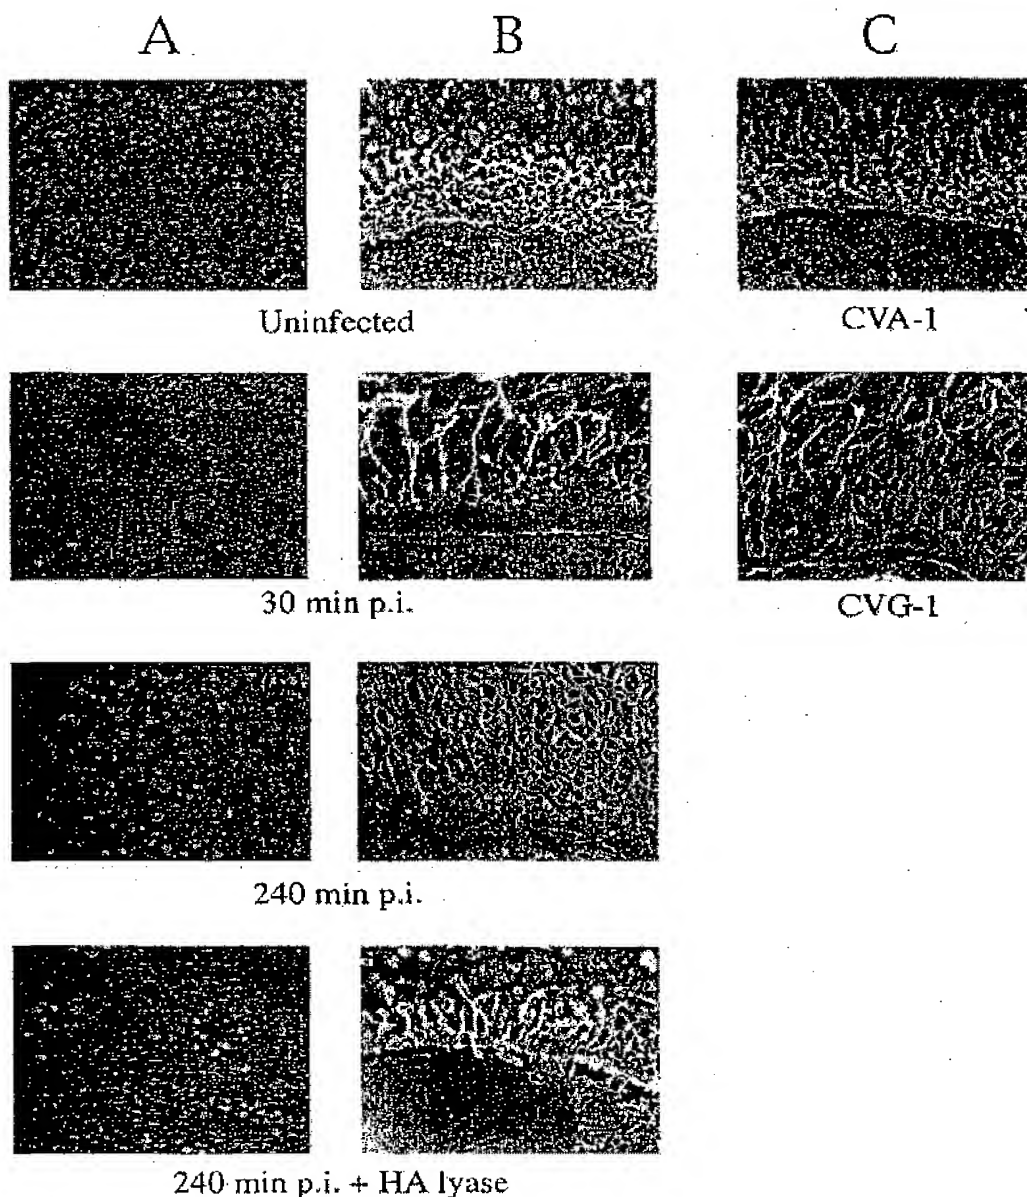 A B C
Uninfected CVA-1
30 min p.i. CVG-1
240 min p.i.
240 min p.i. + HA lyase